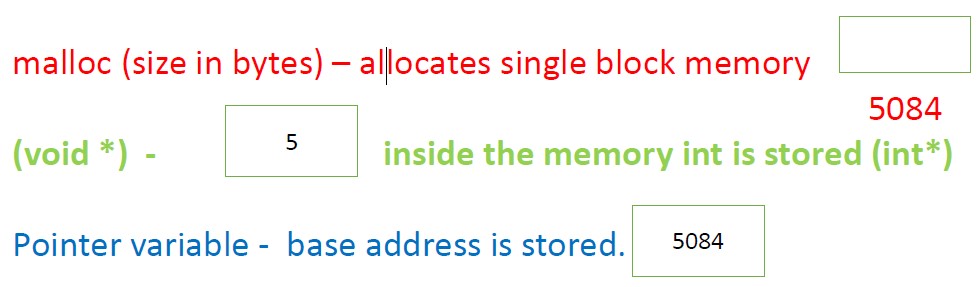 malloc (size in bytes) – allocates single block memory
5084
(void *) - 5 inside the memory int is stored (int*)
Pointer variable - base address is stored. 5084